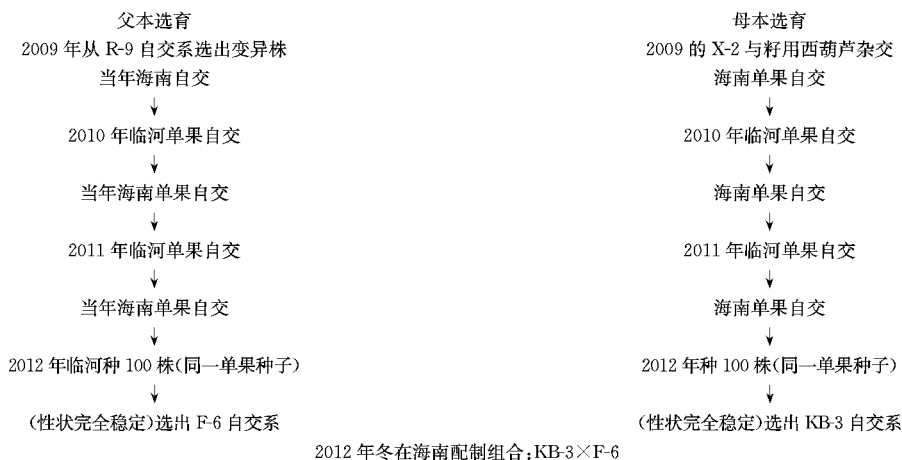 父本选育
2009 年从 R-9 自交系选出变异株
当年海南自交
↓
2010 年临河单果自交
↓
当年海南单果自交
↓
2011 年临河单果自交
↓
当年海南单果自交
↓
2012 年临河种 100 株(同一单果种子)
↓
(性状完全稳定)选出 F-6 自交系
母本选育
2009 的 X-2 与籽用西葫芦杂交
海南单果自交
↓
2010 年临河单果自交
↓
海南单果自交
↓
2011 年临河单果自交
↓
海南单果自交
↓
2012 年种 100 株(同一单果种子)
↓
(性状完全稳定)选出 KB-3 自交系
2012 年冬在海南配制组合:KB-3×F-6